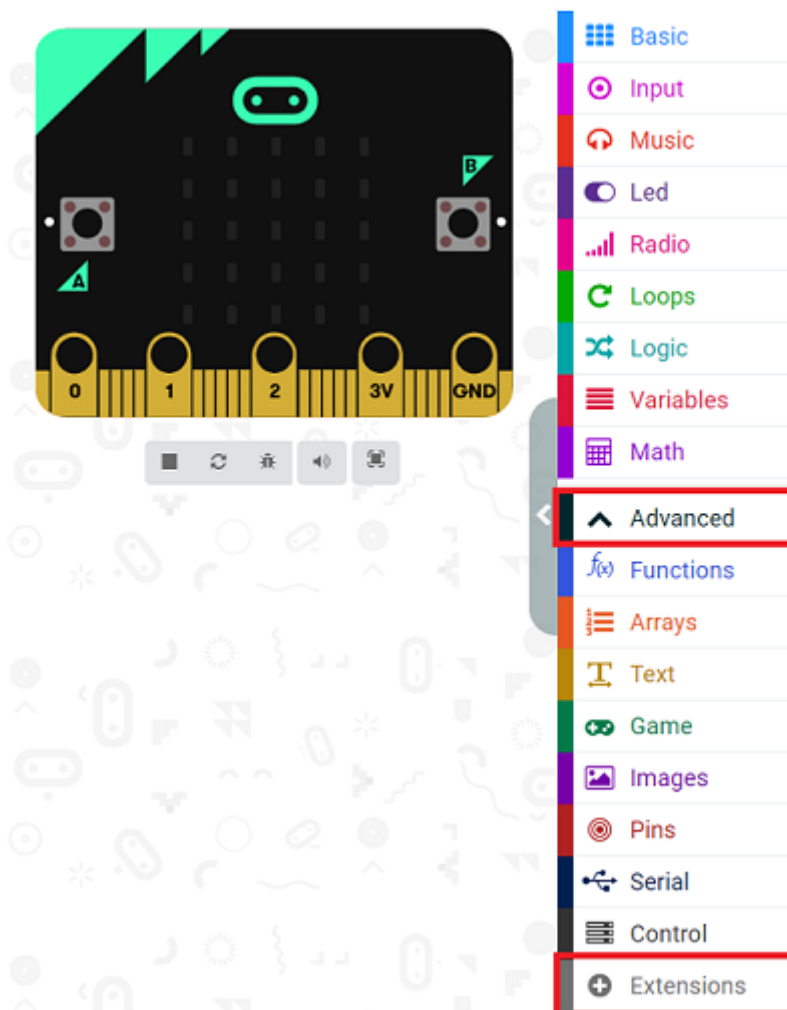 B
A
0 1 2 3V GND
Basic
Input
Music
Led
Radio
Loops
Logic
Variables
Math
Advanced
f(x) Functions
Arrays
Text
Game
Images
Pins
Serial
Control
Extensions